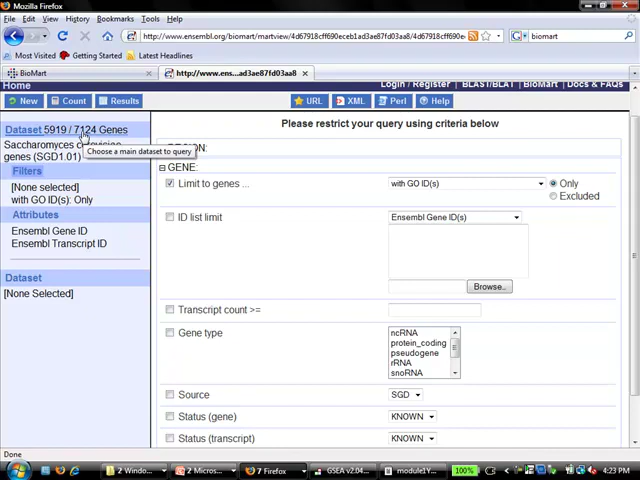 Mozilla Firefox
File Edit View History Bookmarks Tools Help
http://www.ensembl.org/biomart/martview/4d67918cff690eceb1ad3ae87fd03aa8/4d67918cff69
biomart
Most Visited Getting Started Latest Headlines
BioMart
http://www.ens...ad3ae87fd03aa8
Home
Login / Register | BLAST/BLAT | BioMart | Docs & FAQs
New Count Results URL XML Perl Help
Dataset 5919 / 7124 Genes
Saccharomyces
genes (SGD1.01)
Choose a main dataset to query
Filters
[None selected]
with GO ID(s): Only
Attributes
Ensembl Gene ID
Ensembl Transcript ID
Dataset
[None Selected]
Please restrict your query using criteria below
GENE:
Limit to genes ... with GO ID(s) Only
Excluded
ID list limit Ensembl Gene ID(s)
Browse..
Transcript count >=
Gene type
ncRNA
protein_coding
pseudogene
rRNA
snoRNA
Source SGD
Status (gene) KNOWN
Status (transcript) KNOWN
Done
2 Window... 2 Micros... 7 Firefox GSEA v2.04... module1Y... 100% 4:23 PM